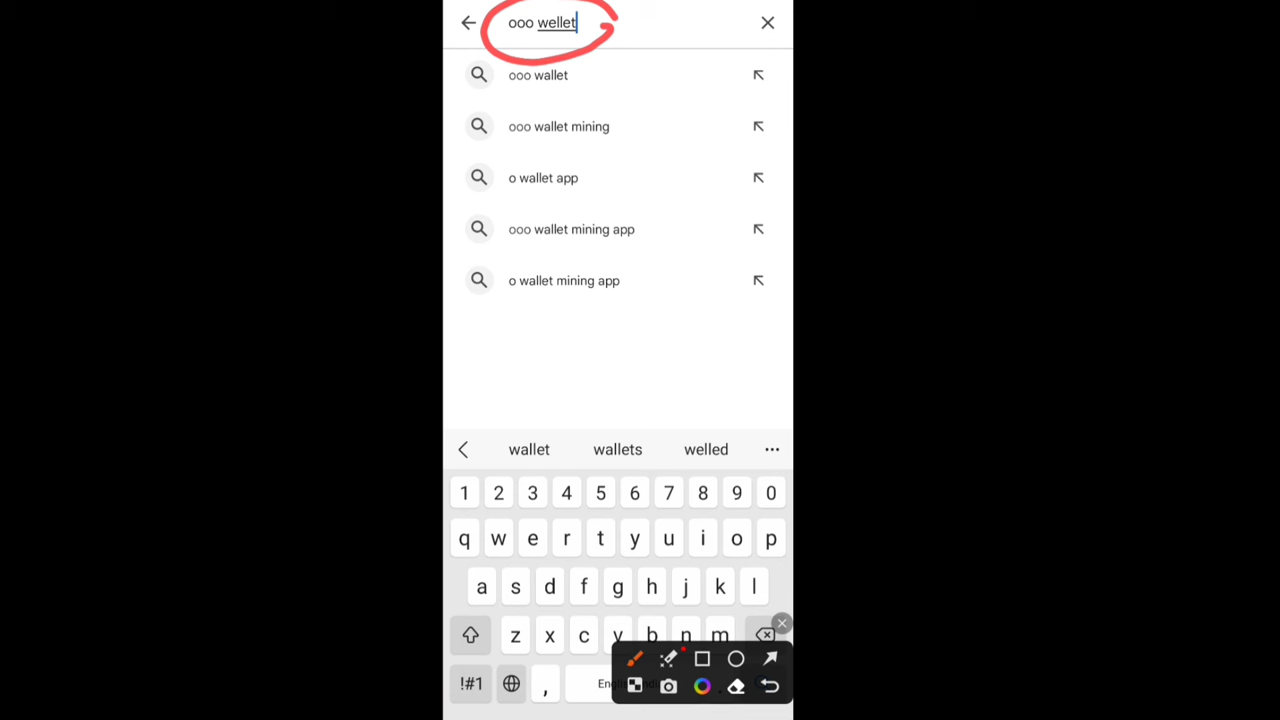 ooo wellet
ooo wallet
ooo wallet mining
o wallet app
ooo wallet mining app
o wallet mining app
wallet wallets welled
1 2 3 4 5 6 7 8 9 0
q w e r t y u i o p
a s d f g h j k l
z x c v b n m
!#1 ,